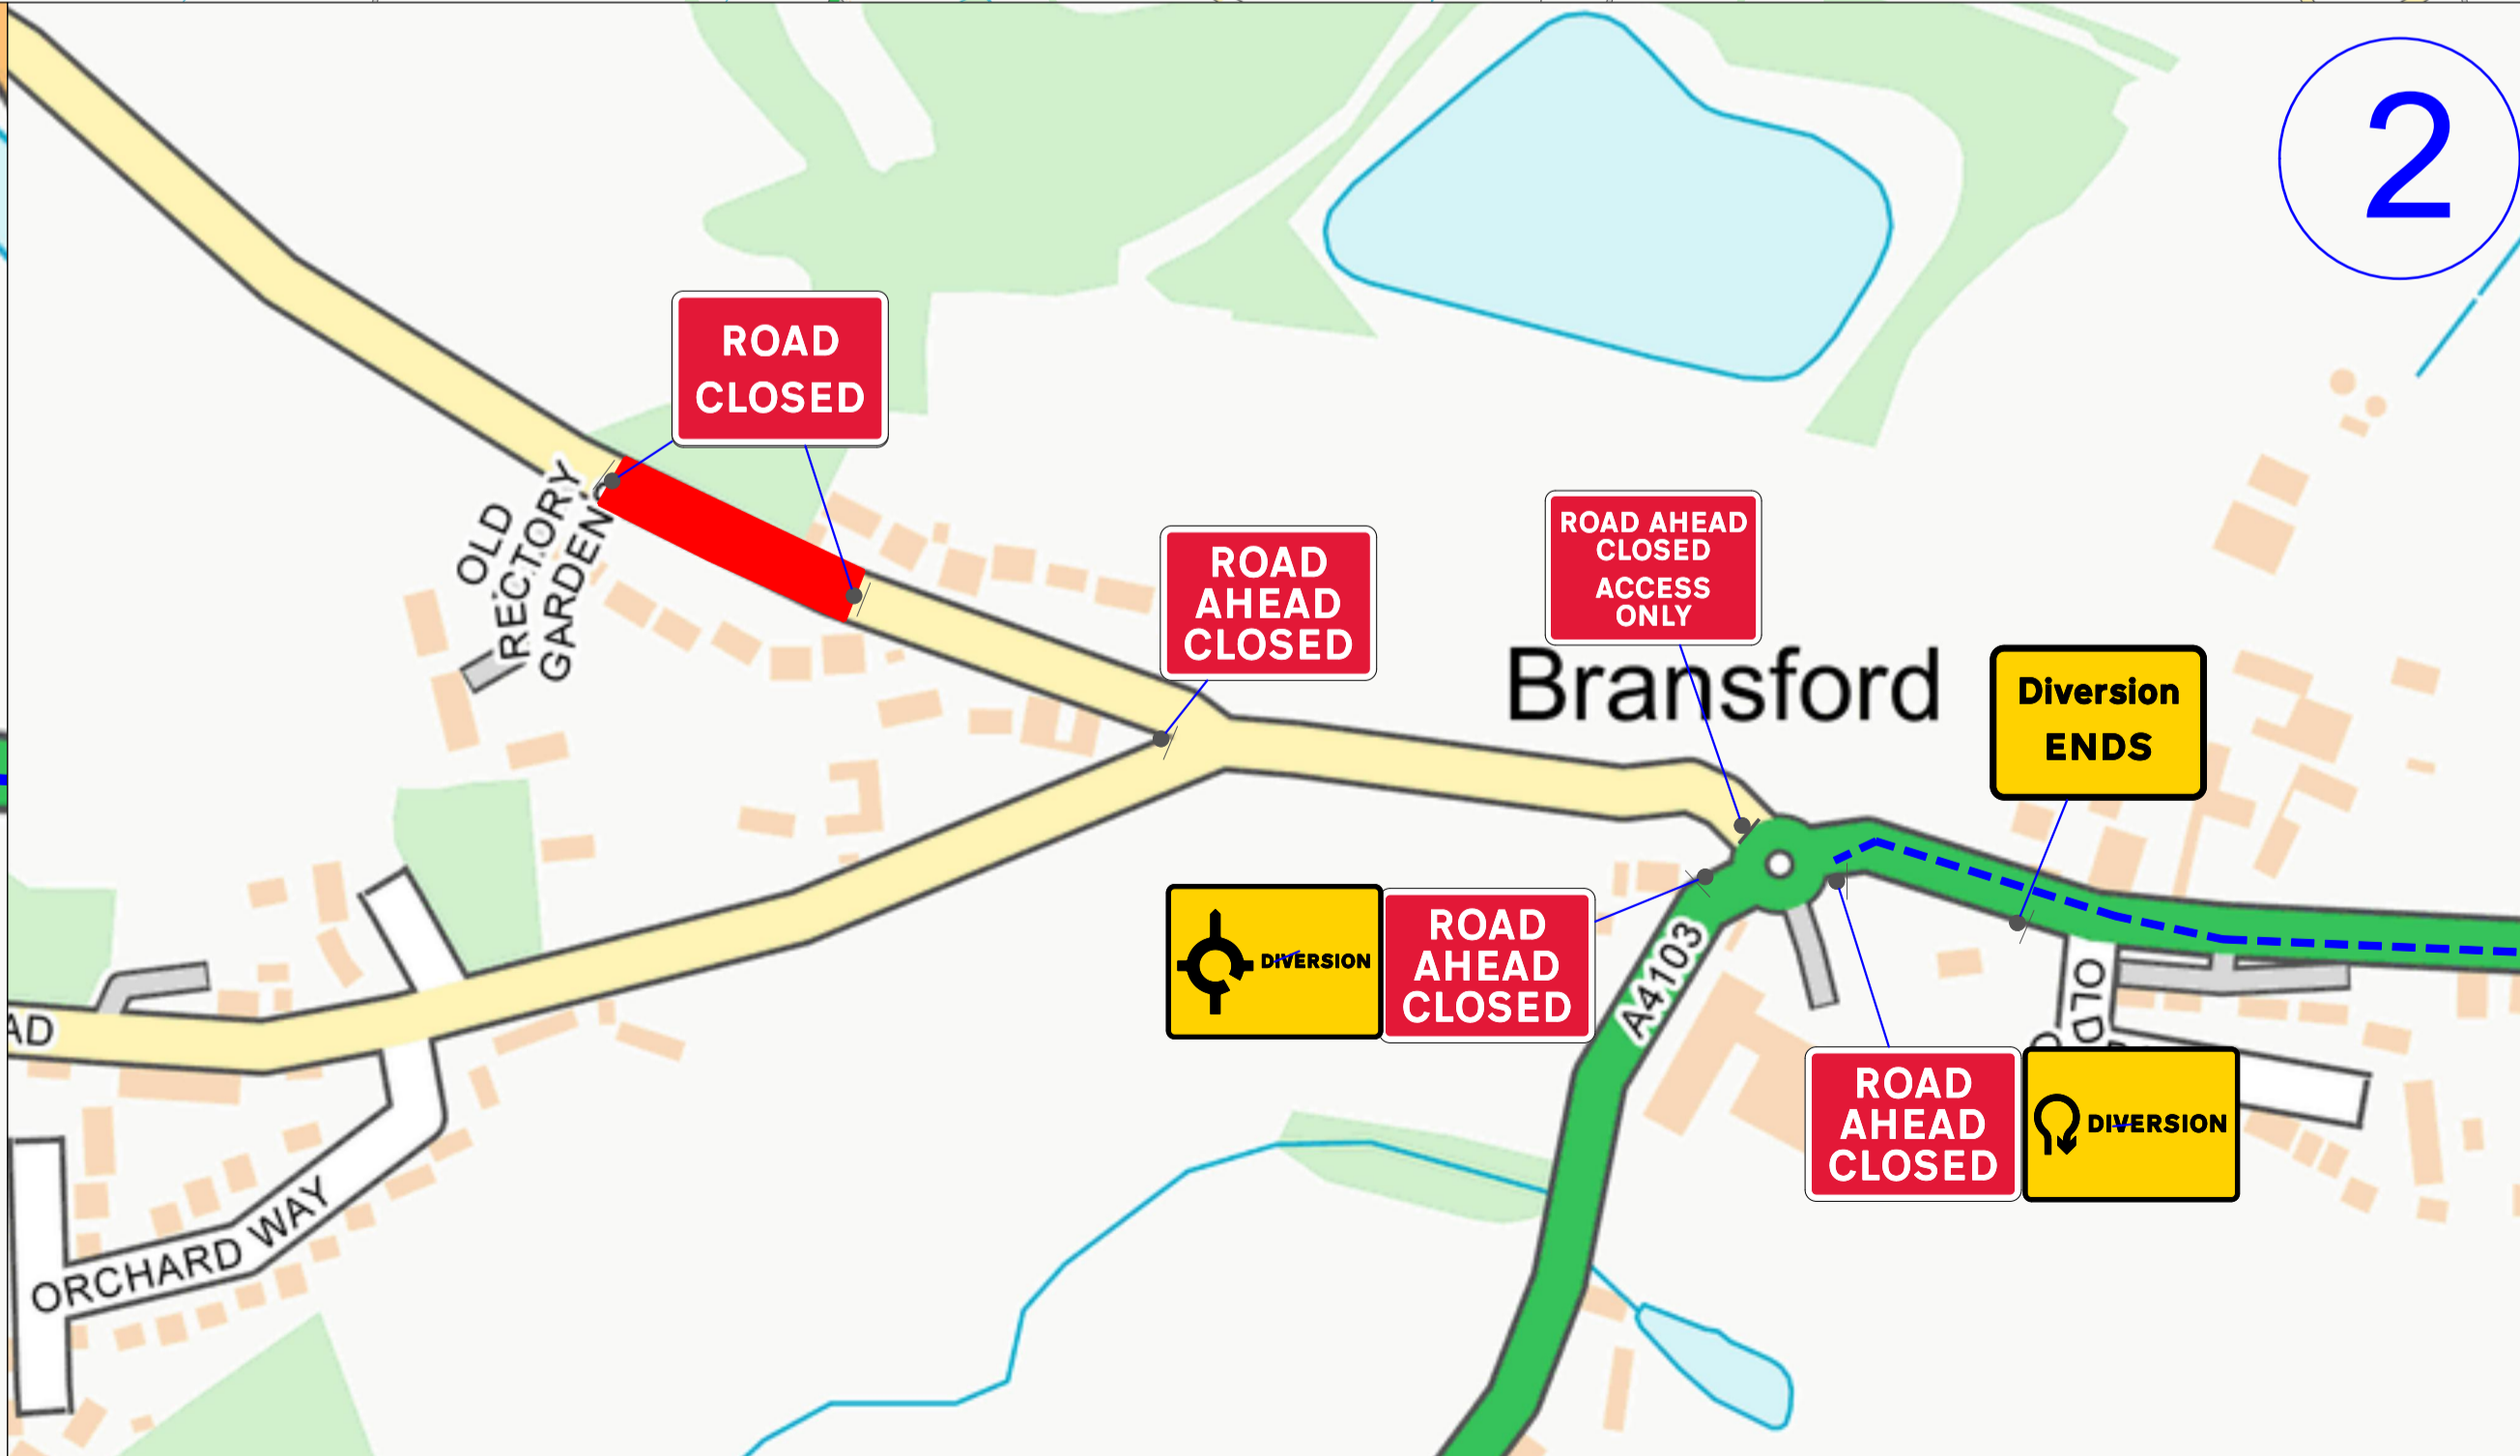 2
ROAD
CLOSED
OLD
RECTORY
GARDENS
ROAD
AHEAD
CLOSED
ROAD AHEAD
CLOSED
ACCESS
ONLY
Bransford
Diversion
ENDS
DIVERSION
ROAD
AHEAD
CLOSED
A4103
OLD
AD
ROAD
AHEAD
CLOSED
DIVERSION
ORCHARD WAY